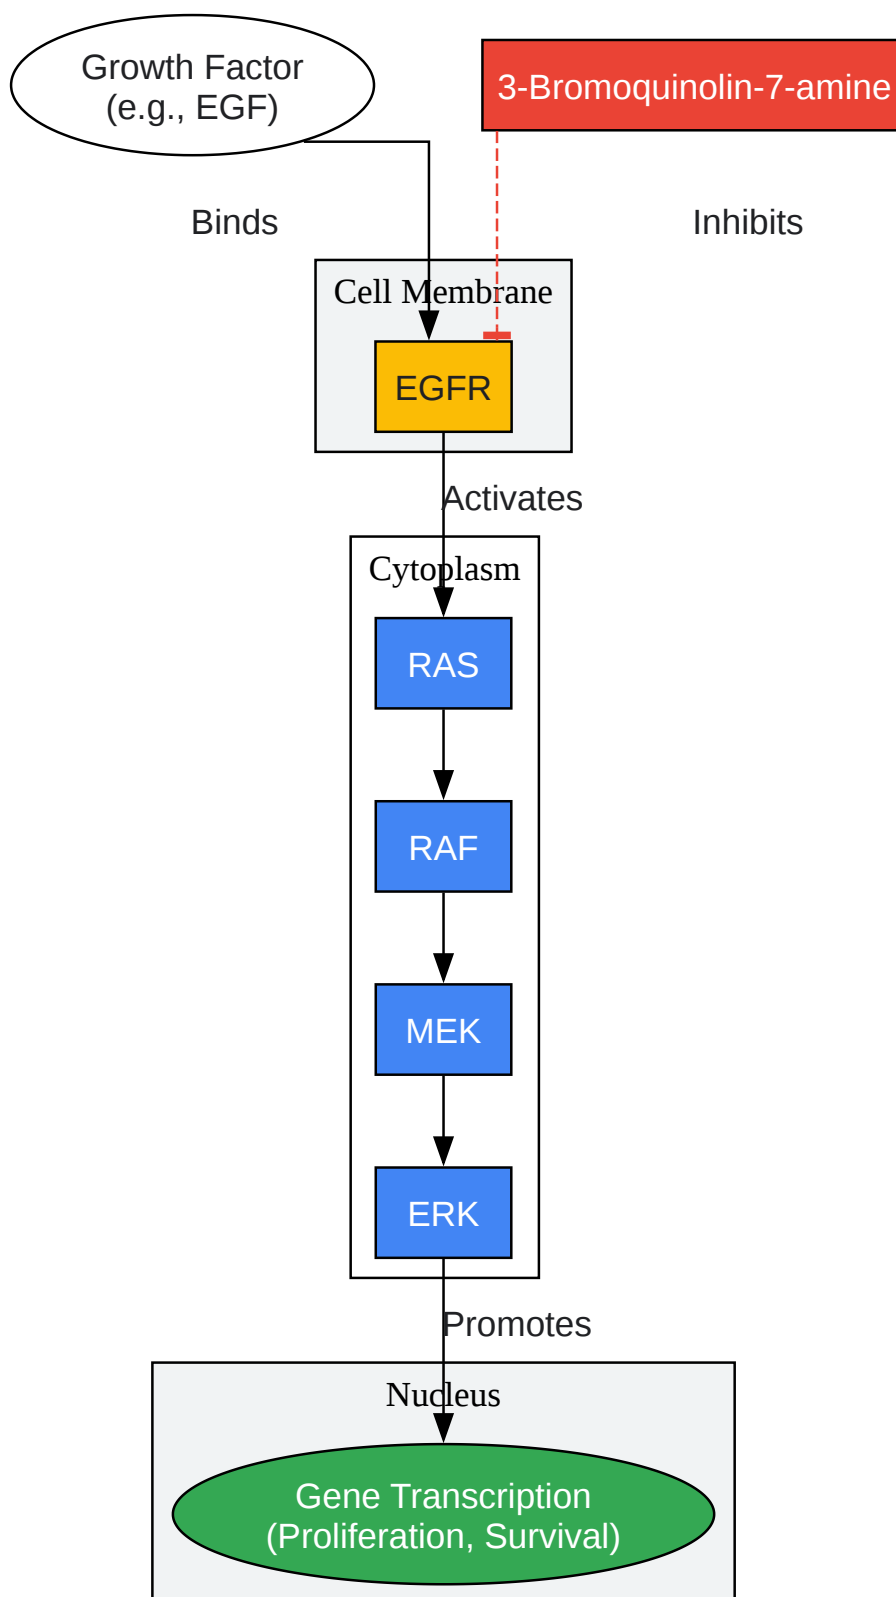 Growth Factor
(e.g., EGF)
3-Bromoquinolin-7-amine
Binds
Inhibits
Cell Membrane
EGFR
Activates
Cytoplasm
RAS
RAF
MEK
ERK
Promotes
Nucleus
Gene Transcription
(Proliferation, Survival)